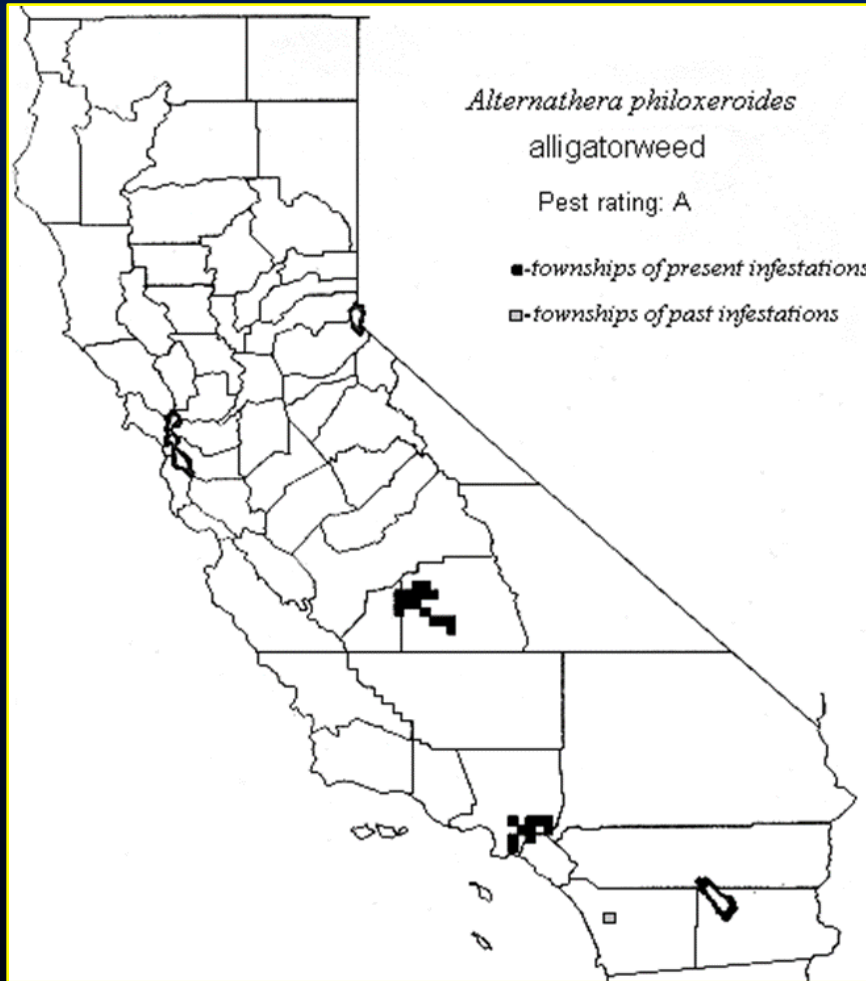 Alternathera philoxeroides
alligatorweed
Pest rating: A
-townships of present infestations
-townships of past infestations